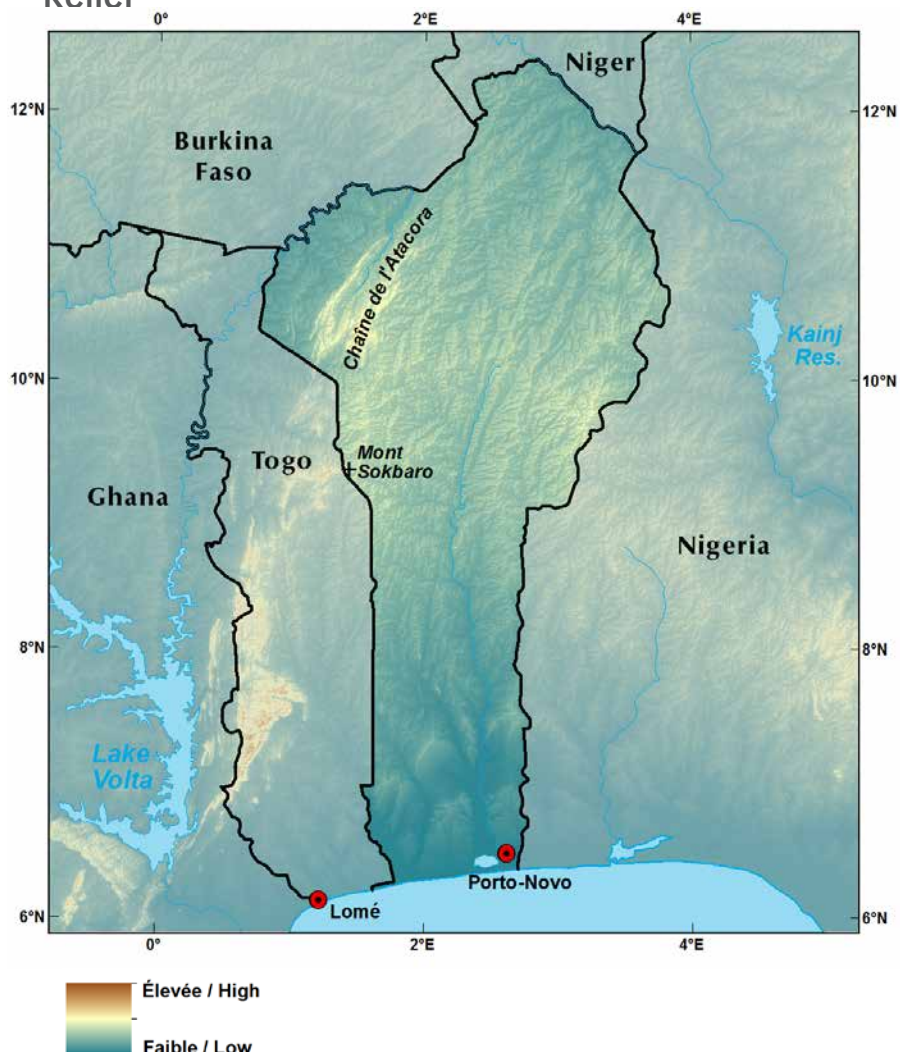 Relief
0° 2° 4°
Niger
12°N 12°N
Burkina
Faso
Chaîne de l'Atacora
Kainj
Res.
10°N 10°N
Mont
Sokbaro
Togo
Ghana
Nigeria
8°N 8°N
Lake
Volta
Porto-Novo
Lomé
6°N 6°N
0° 2° 4°
Élevée / High
Faible / Low